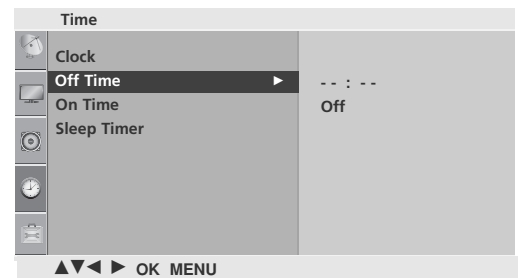 Time
Clock
Off Time ►
- - : - -
On Time
Off
Sleep Timer
▲▼◄ ► OK MENU